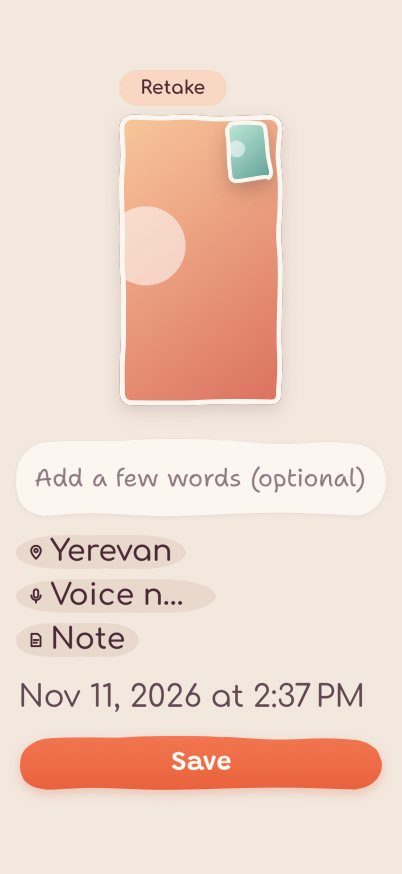 Retake
Add a few words (optional)
Yerevan
Voice n...
Note
Nov 11, 2026 at 2:37 PM
Save